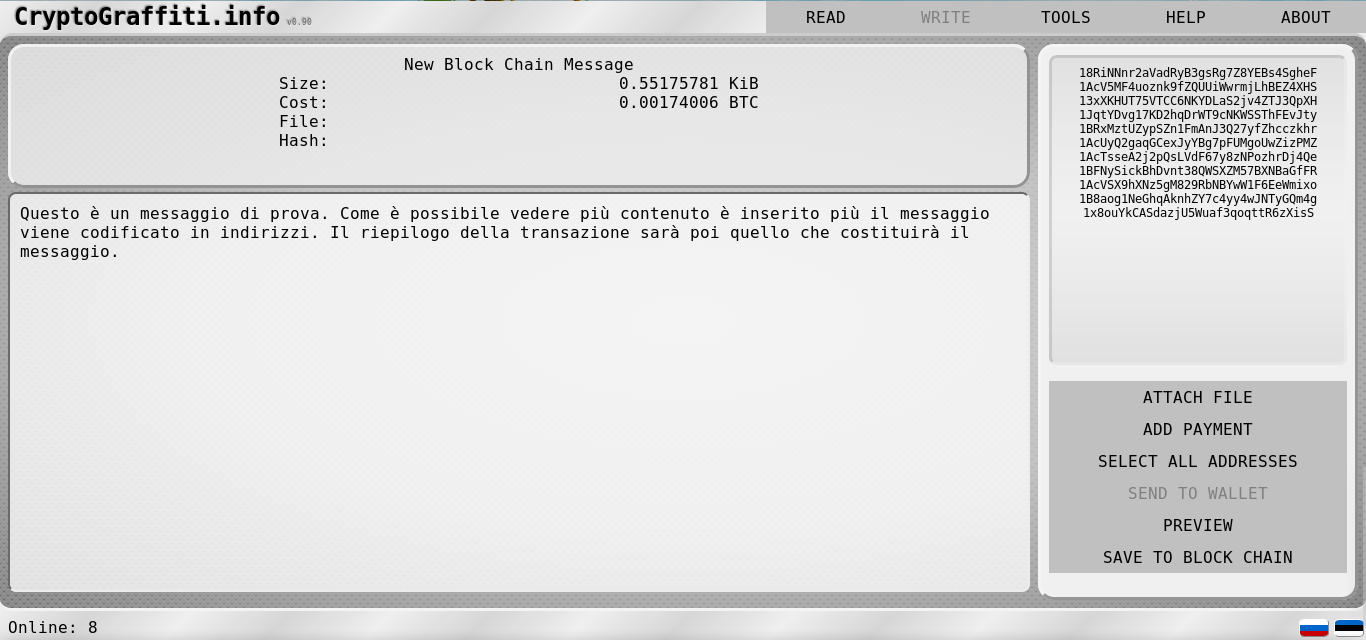 CryptoGraffiti.info v0.90
READ WRITE TOOLS HELP ABOUT
New Block Chain Message
Size: 0.55175781 KiB
Cost: 0.00174006 BTC
File:
Hash:
Questo è un messaggio di prova. Come è possibile vedere più contenuto è inserito più il messaggio
viene codificato in indirizzi. Il riepilogo della transazione sarà poi quello che costituirà il
messaggio.
18RiNNnr2aVadRyB3gsRg7Z8YEBs4SgheF
1AcV5MF4uoznk9fZQUUiWwrmjLhBEZ4XHS
13xXKHUT75VTCC6NKYDLaS2jv4ZTJ3QpXH
1JqtYDvg17KD2hqDrWT9cNKWSSThFEvJty
1BRxMztUZypSZn1FmAnJ3Q27yfZhcczkhr
1AcUyQ2gaqGCexJyYBg7pFUMgoUwZizPMZ
1AcTsseA2j2pQsLVdF67y8zNPozhrDj4Qe
1BFNySickBhDvnt38QWSXZM57BXNBaGfFR
1AcVSX9hXNz5gM829RbNBYwW1F6EeWmixo
1B8aog1NeGhqAknhZY7c4yy4wJNTyGQm4g
1x8ouYkCASdazjU5Wuaf3qoqttR6zXisS
ATTACH FILE
ADD PAYMENT
SELECT ALL ADDRESSES
SEND TO WALLET
PREVIEW
SAVE TO BLOCK CHAIN
Online: 8